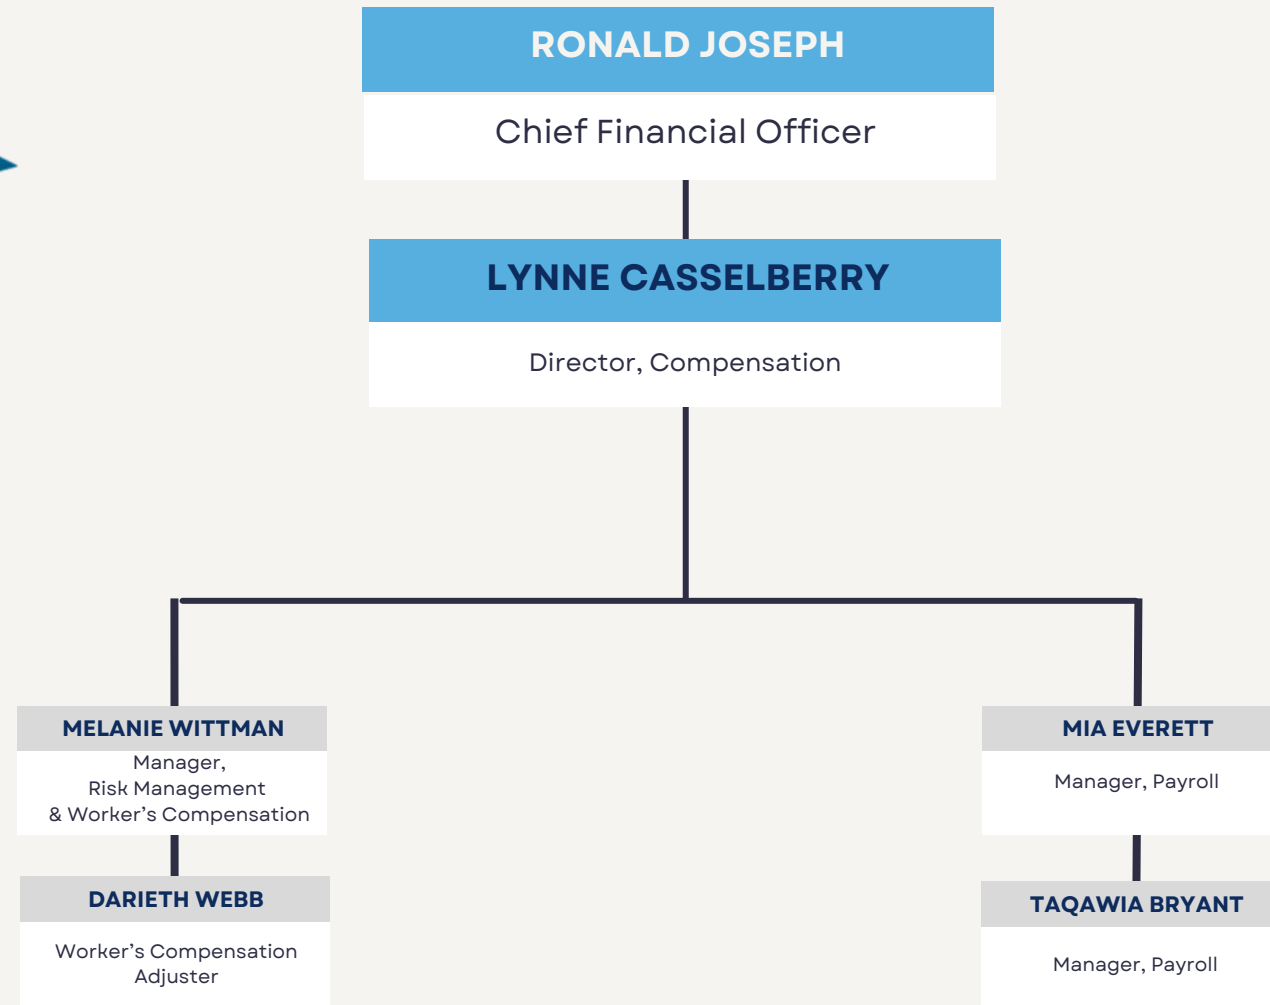 RONALD JOSEPH
Chief Financial Officer
LYNNE CASSELBERRY
Director, Compensation
MELANIE WITTMAN
Manager,
Risk Management
& Worker’s Compensation
MIA EVERETT
Manager, Payroll
DARIETH WEBB
Worker’s Compensation
Adjuster
TAQAWIA BRYANT
Manager, Payroll